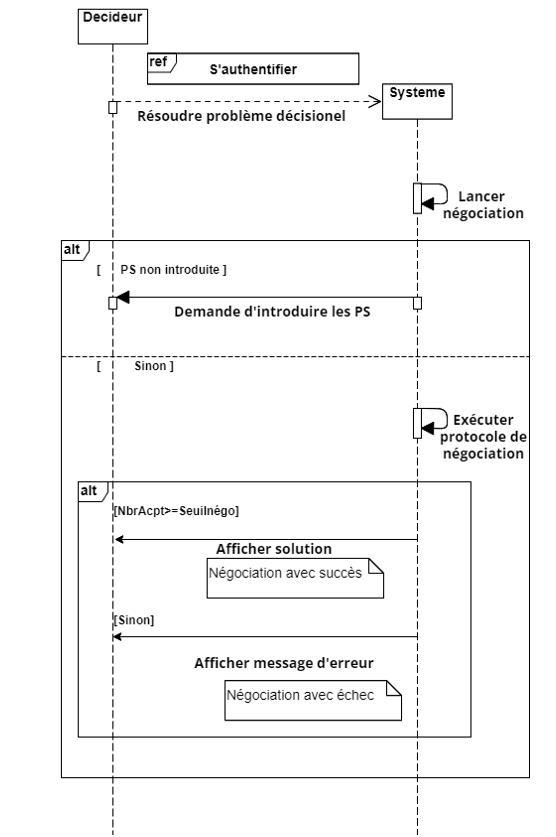 Decideur
ref
S'authentifier
Systeme
Résoudre problème décisionel
Lancer
négociation
alt
[ PS non introduite ]
Demande d'introduire les PS
[ Sinon ]
Exécuter
protocole de
négociation
alt
[NbrAcpt>=Seuilnégo]
Afficher solution
Négociation avec succès
[Sinon]
Afficher message d'erreur
Négociation avec échec